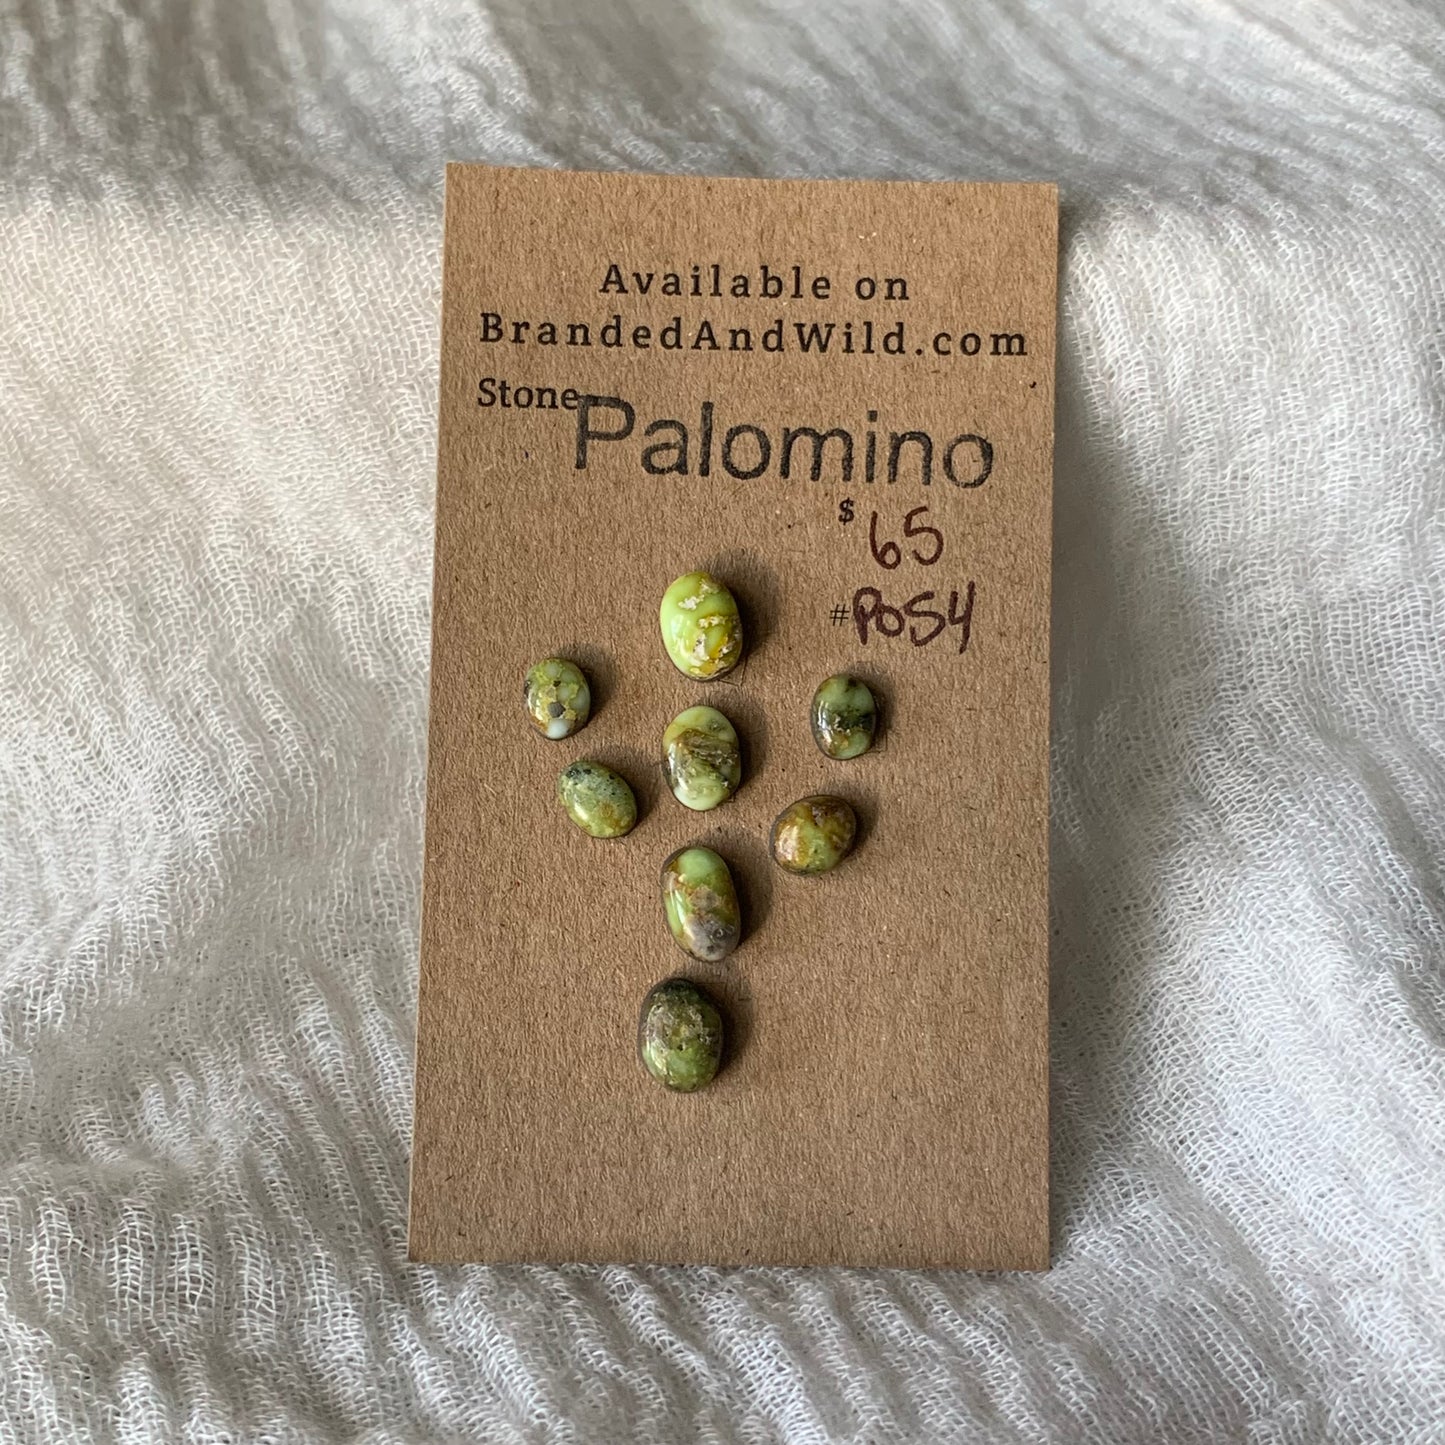 Available on
BrandedAndWild.com
Stone Palomino
$ 65
#P054